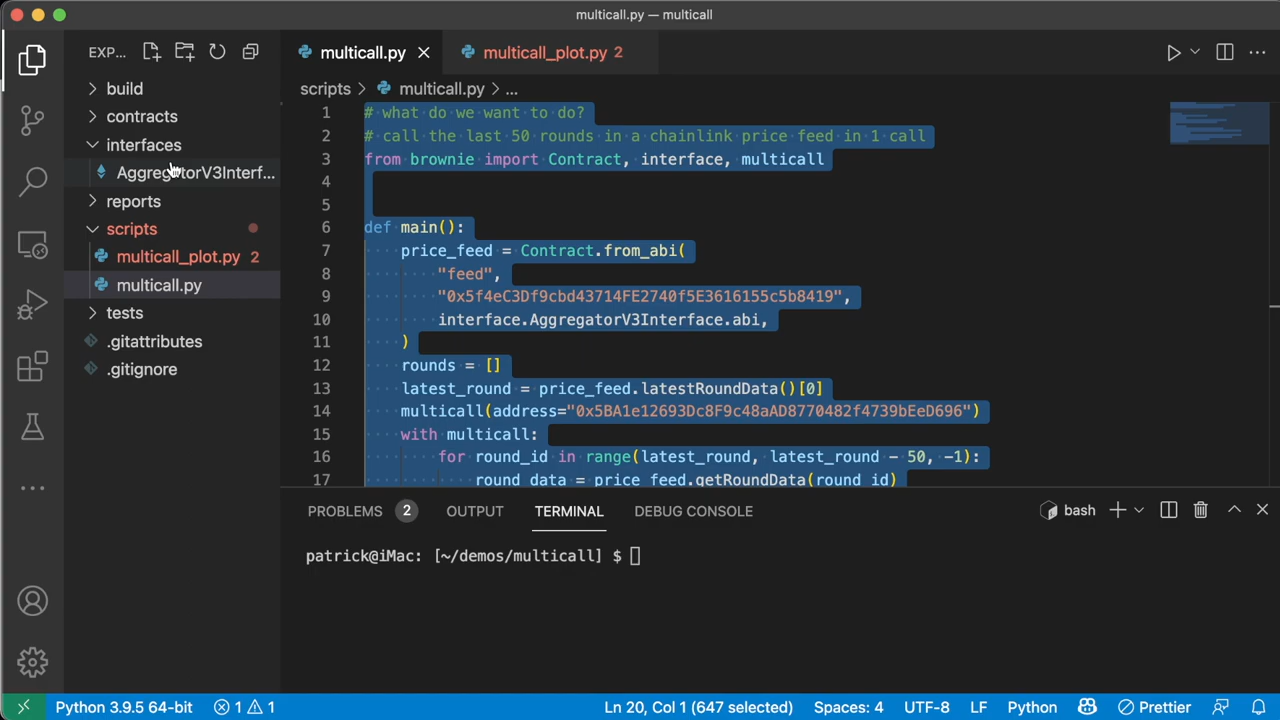 multicall.py — multicall
EXP...
multicall.py
multicall_plot.py 2
scripts > multicall.py > ...
build
contracts
interfaces
AggregatorV3Interf...
reports
scripts
multicall_plot.py 2
multicall.py
tests
.gitattributes
.gitignore
1 # what do we want to do?
2 # call the last 50 rounds in a chainlink price feed in 1 call
3 from brownie import Contract, interface, multicall
4
5
6 def main():
7 price_feed = Contract.from_abi(
8 "feed",
9 "0x5f4eC3Df9cbd43714FE2740f5E3616155c5b8419",
10 interface.AggregatorV3Interface.abi,
11 )
12 rounds = []
13 latest_round = price_feed.latestRoundData()[0]
14 multicall(address="0x5BA1e12693Dc8F9c48aAD8770482f4739bEeD696")
15 with multicall:
16 for round_id in range(latest_round, latest_round - 50, -1):
17 round_data = price_feed.getRoundData(round_id)
PROBLEMS 2
OUTPUT
TERMINAL
DEBUG CONSOLE
bash
patrick@iMac: [~/demos/multicall] $
Python 3.9.5 64-bit
1 1
Ln 20, Col 1 (647 selected)
Spaces: 4
UTF-8
LF
Python
Prettier